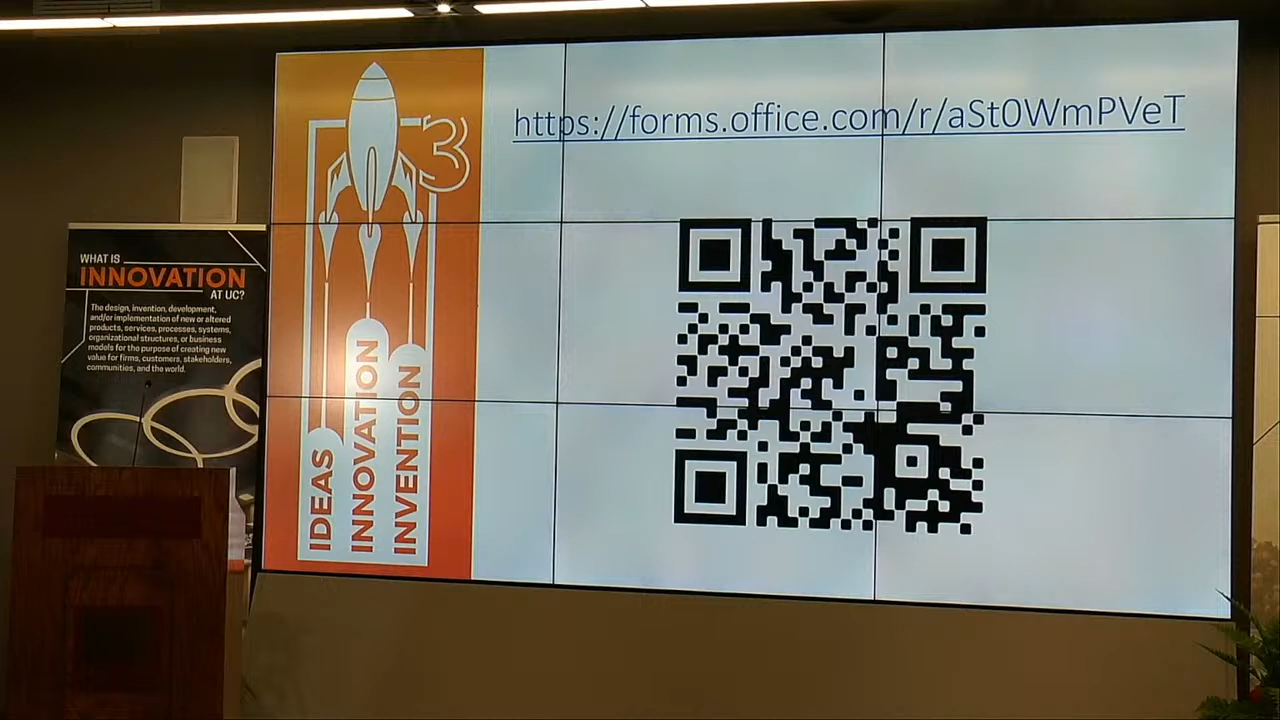 https://forms.office.com/r/aSt0WmPVeT
3
IDEAS
INNOVATION
INVENTION
WHAT IS
INNOVATION
AT UC?
The design, invention, development,
and/or implementation of new or altered
products, services, processes, systems,
organizational structures, or business
models for the purpose of creating new
value for firms, customers, stakeholders,
communities, and the world.